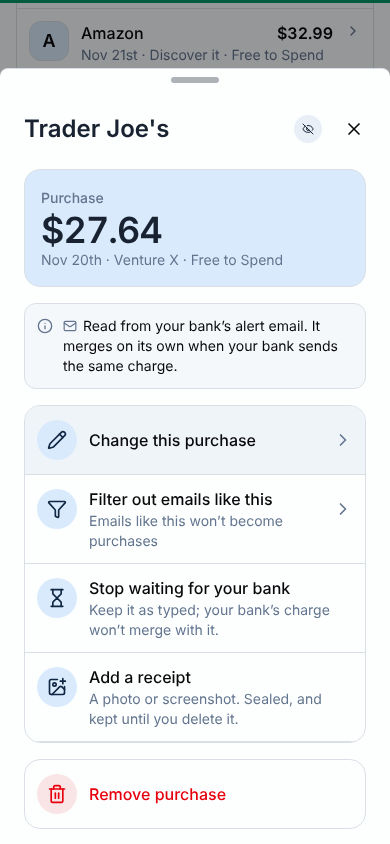 A
Amazon
$32.99
Nov 21st · Discover it · Free to Spend
Trader Joe's
Purchase
$27.64
Nov 20th · Venture X · Free to Spend
Read from your bank’s alert email. It
merges on its own when your bank sends
the same charge.
Change this purchase
Filter out emails like this
Emails like this won’t become
purchases
Stop waiting for your bank
Keep it as typed; your bank’s charge
won’t merge with it.
Add a receipt
A photo or screenshot. Sealed, and
kept until you delete it.
Remove purchase